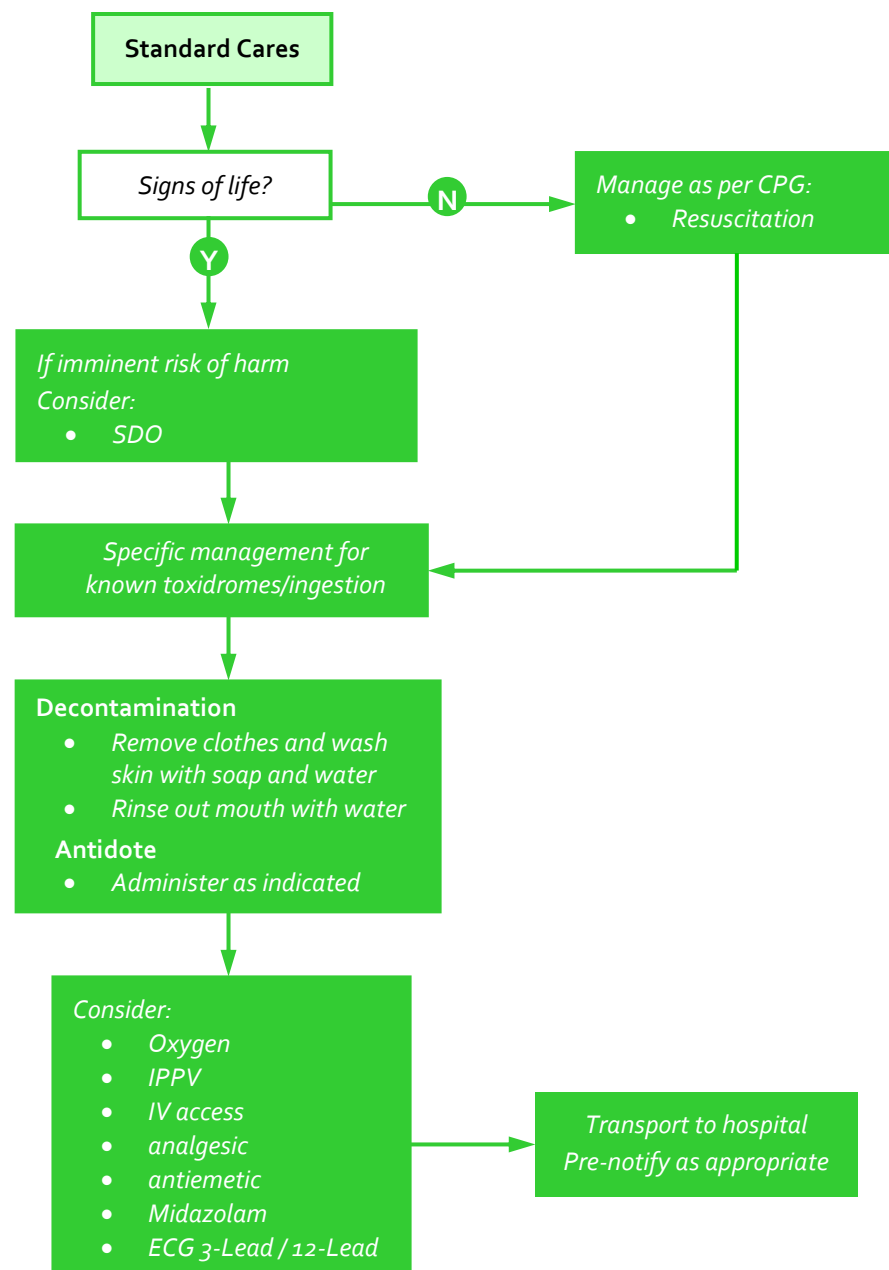 Standard Cares
Signs of life?
N
Manage as per CPG:
• Resuscitation
Y
If imminent risk of harm
Consider:
• SDO
Specific management for
known toxidromes/ingestion
Decontamination
• Remove clothes and wash
skin with soap and water
• Rinse out mouth with water
Antidote
• Administer as indicated
Consider:
• Oxygen
• IPPV
• IV access
• analgesic
• antiemetic
• Midazolam
• ECG 3-Lead / 12-Lead
Transport to hospital
Pre-notify as appropriate